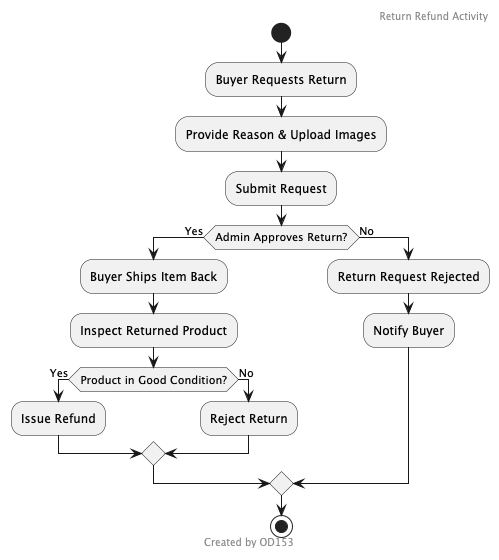 Return Refund Activity
Buyer Requests Return
Provide Reason & Upload Images
Submit Request
Admin Approves Return?
Yes
No
Buyer Ships Item Back
Return Request Rejected
Inspect Returned Product
Notify Buyer
Product in Good Condition?
Yes
No
Issue Refund
Reject Return
Created by OD153